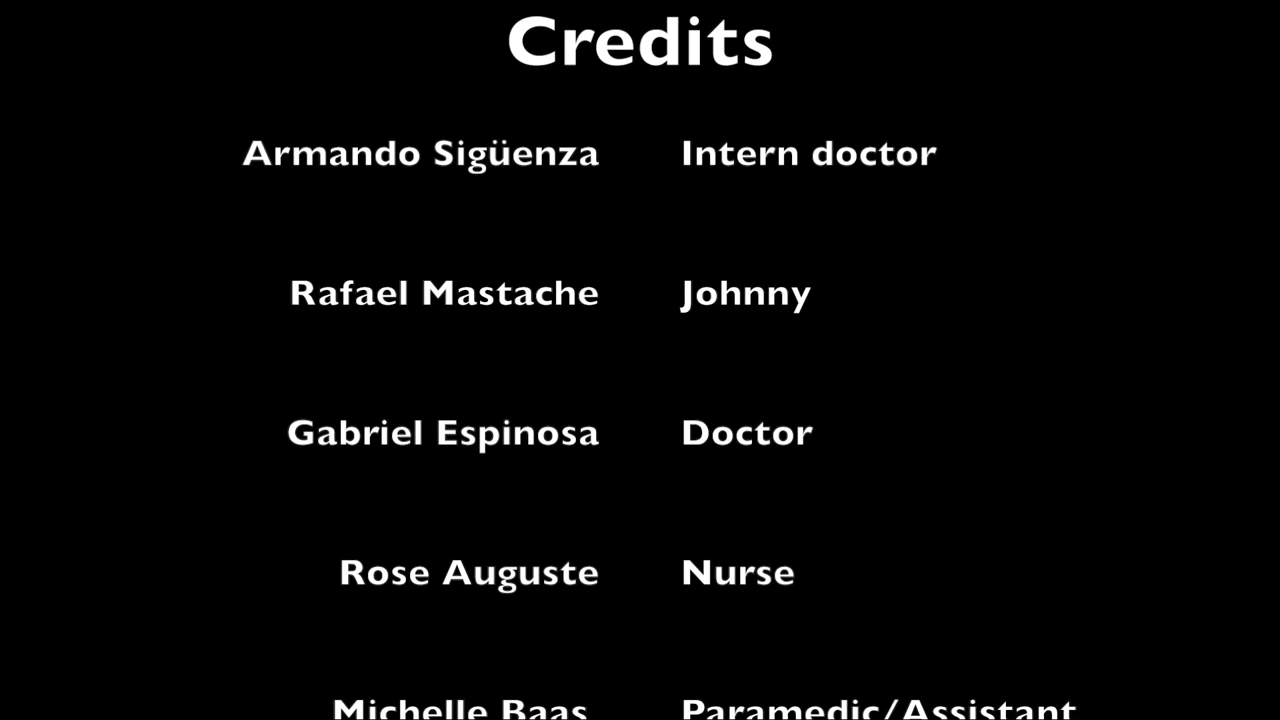 Credits
Armando Sigüenza Intern doctor
Rafael Mastache Johnny
Gabriel Espinosa Doctor
Rose Auguste Nurse
Michelle Baas Paramedic/Assistant